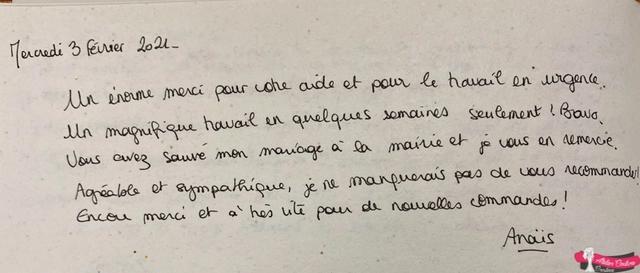 Mercredi 3 février 2021_
Un énorme merci pour votre aide et pour le travail en urgence.
Un magnifique travail en quelques semaines seulement ! Bravo.
Vous avez sauvé mon mariage à la mairie et je vous en remercie.
Agréable et sympathique, je ne manquerais pas de vous recommander !
Encore merci et à très vite pour de nouvelles commandes !
Anaïs